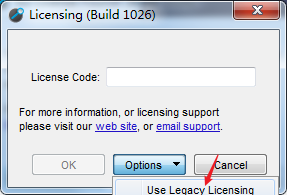 Licensing (Build 1026)
License Code:
For more information, or licensing support
please visit our web site, or email support.
OK Options Cancel
Use Legacy Licensing